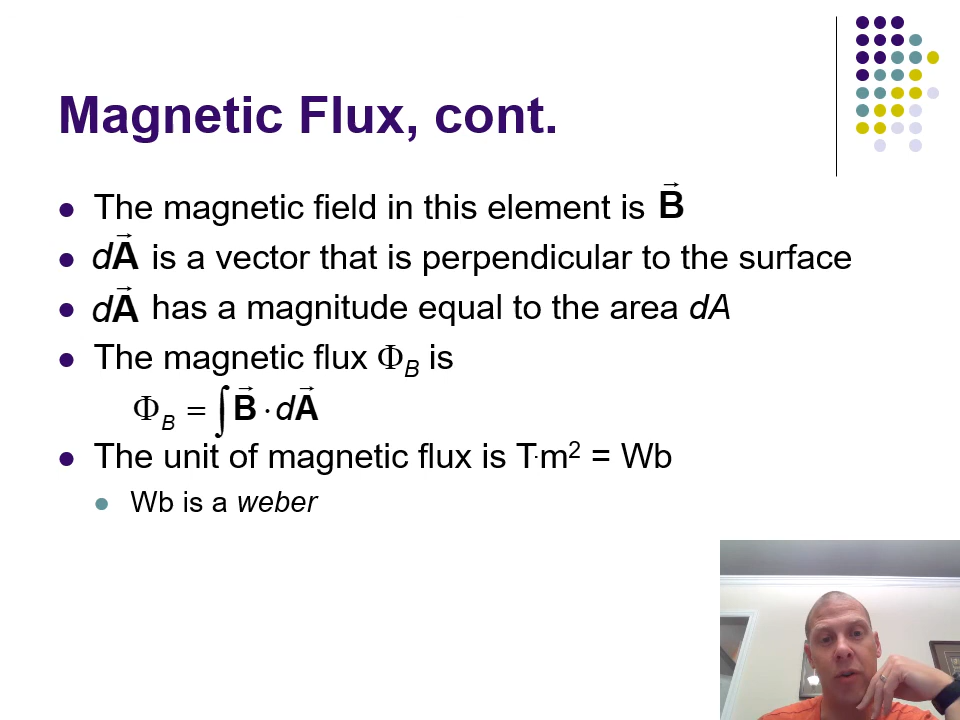 Magnetic Flux, cont.
● The magnetic field in this element is B⃗
● dA⃗ is a vector that is perpendicular to the surface
● dA⃗ has a magnitude equal to the area dA
● The magnetic flux Φ_B is
Φ_B = ∫ B⃗ · dA⃗
● The unit of magnetic flux is T·m² = Wb
● Wb is a weber